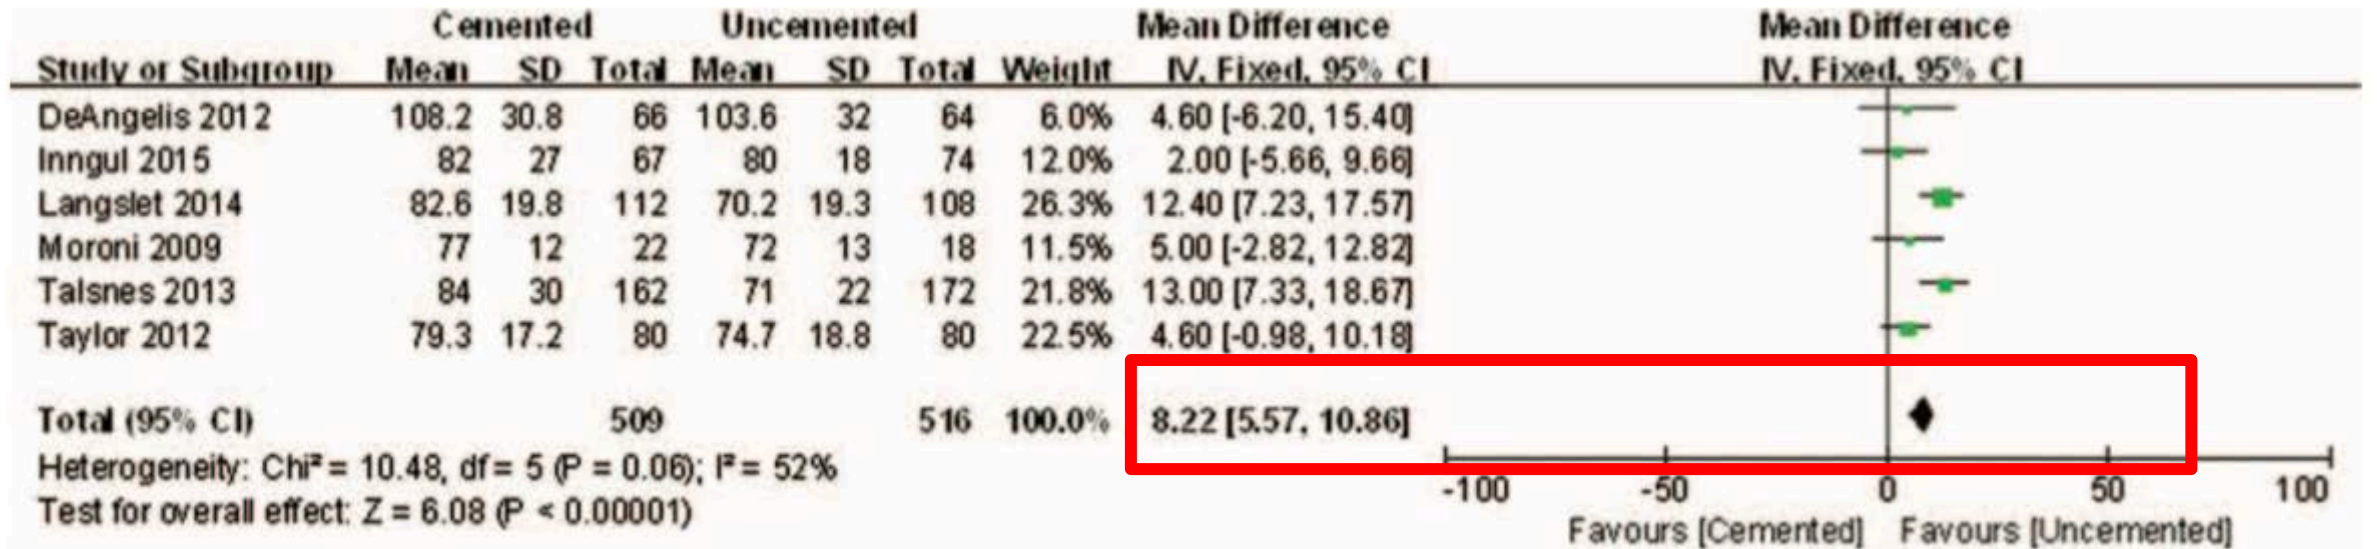 Cemented Uncemented Mean Difference Mean Difference
Study or Subgroup Mean SD Total Mean SD Total Weight IV, Fixed, 95% CI IV, Fixed, 95% CI
DeAngelis 2012 108.2 30.8 66 103.6 32 64 6.0% 4.60 [-6.20, 15.40]
Inngul 2015 82 27 67 80 18 74 12.0% 2.00 [-5.66, 9.66]
Langslet 2014 82.6 19.8 112 70.2 19.3 108 26.3% 12.40 [7.23, 17.57]
Moroni 2009 77 12 22 72 13 18 11.5% 5.00 [-2.82, 12.82]
Talsnes 2013 84 30 162 71 22 172 21.8% 13.00 [7.33, 18.67]
Taylor 2012 79.3 17.2 80 74.7 18.8 80 22.5% 4.60 [-0.98, 10.18]
Total (95% CI) 509 516 100.0% 8.22 [5.57, 10.86]
Heterogeneity: Chi² = 10.48, df = 5 (P = 0.06); I² = 52%
Test for overall effect: Z = 6.08 (P < 0.00001)
-100 -50 0 50 100
Favours [Cemented] Favours [Uncemented]